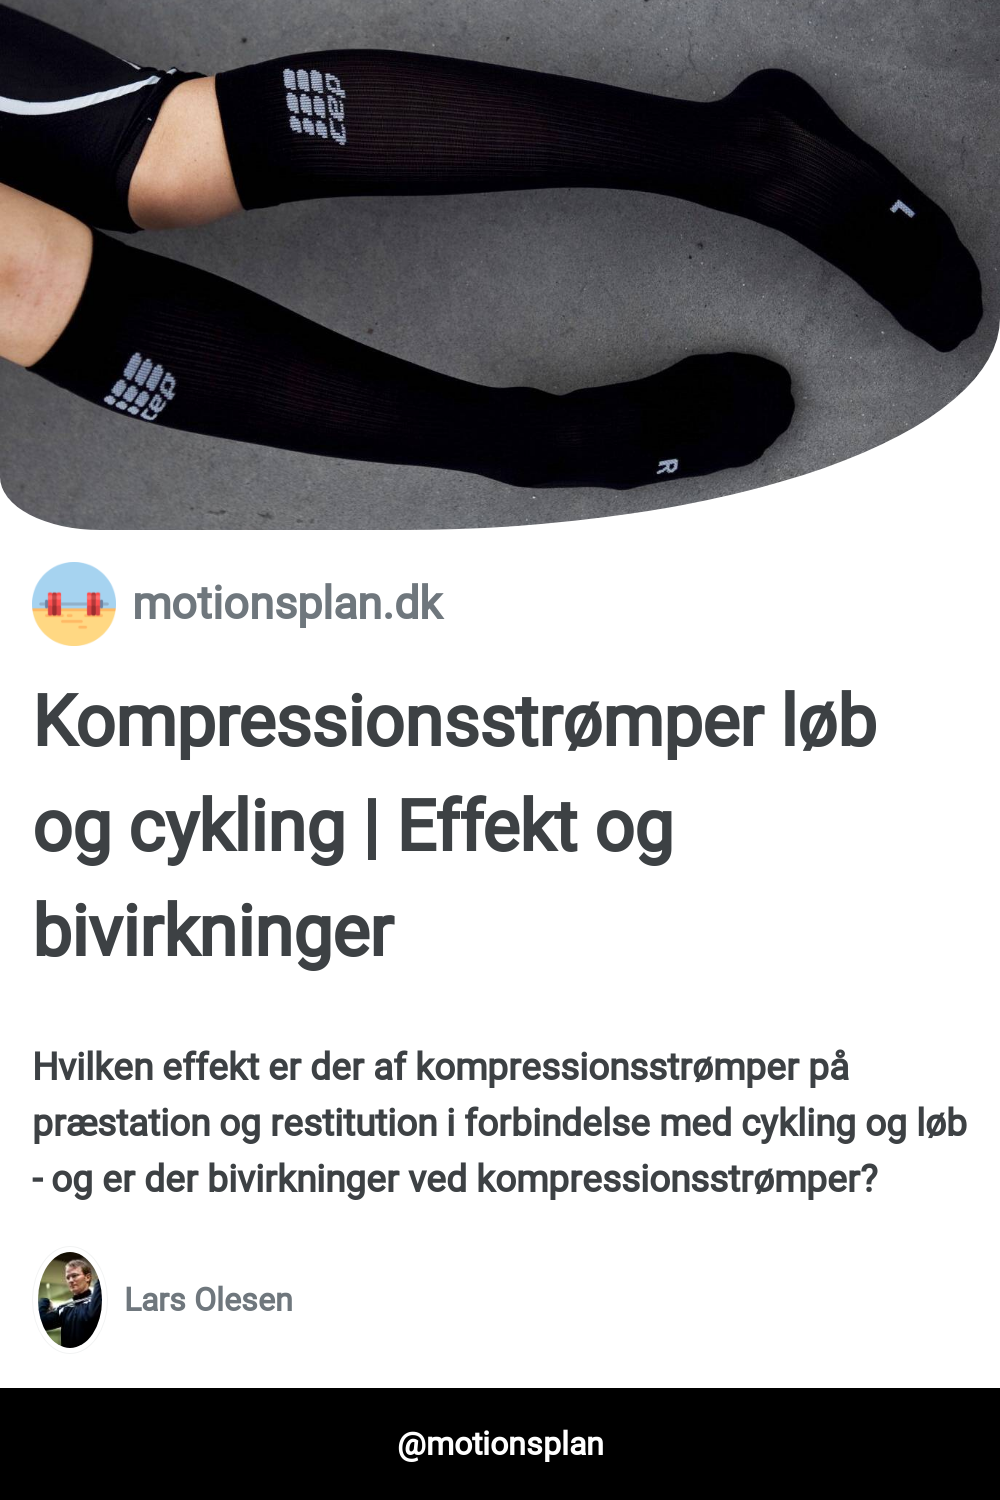 cep
L
cep
R
motionsplan.dk
Kompressionsstrømper løb
og cykling | Effekt og
bivirkninger
Hvilken effekt er der af kompressionsstrømper på
præstation og restitution i forbindelse med cykling og løb
- og er der bivirkninger ved kompressionsstrømper?
Lars Olesen
@motionsplan